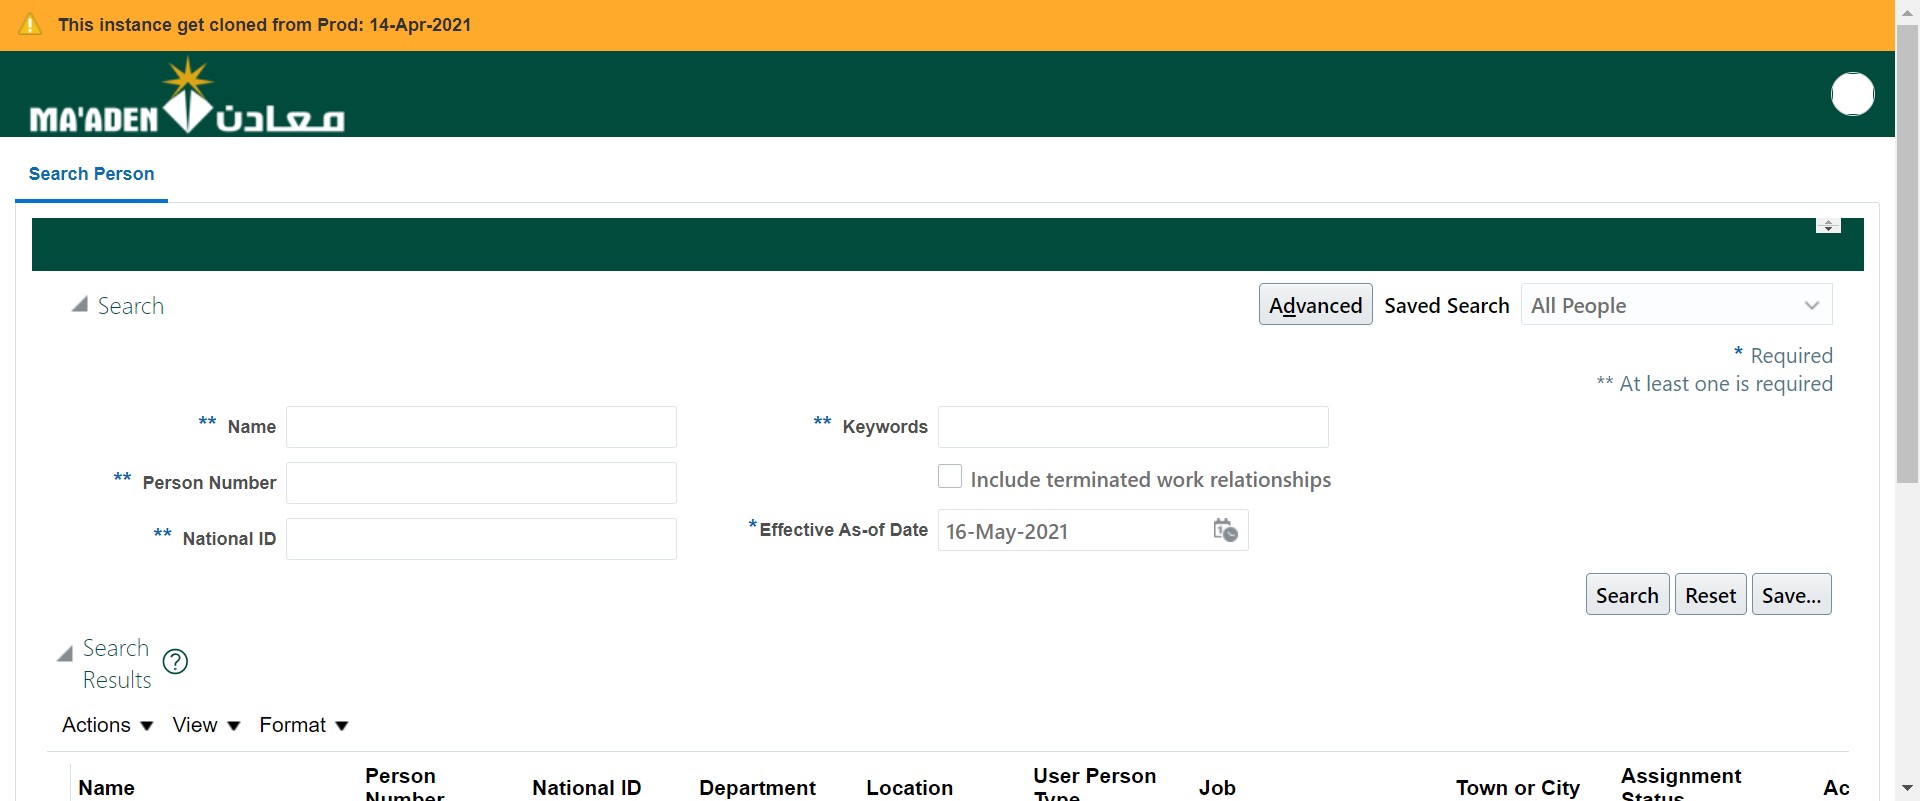 This instance get cloned from Prod: 14-Apr-2021
MA'ADEN معادن
Search Person
Search
Advanced Saved Search All People
* Required
** At least one is required
** Name
** Keywords
** Person Number
Include terminated work relationships
** National ID
*Effective As-of Date 16-May-2021
Search Reset Save...
Search
Results ?
Actions View Format
Name Person Number National ID Department Location User Person Type Job Town or City Assignment Status Ac